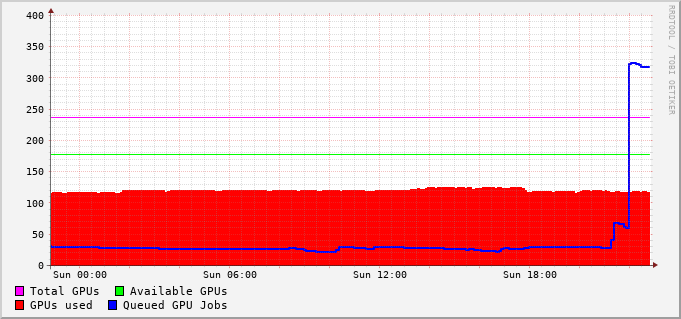 400
350
300
250
200
150
100
50
0
Sun 00:00 Sun 06:00 Sun 12:00 Sun 18:00
Total GPUs Available GPUs
GPUs used Queued GPU Jobs
RRDTOOL / TOBI OETIKER